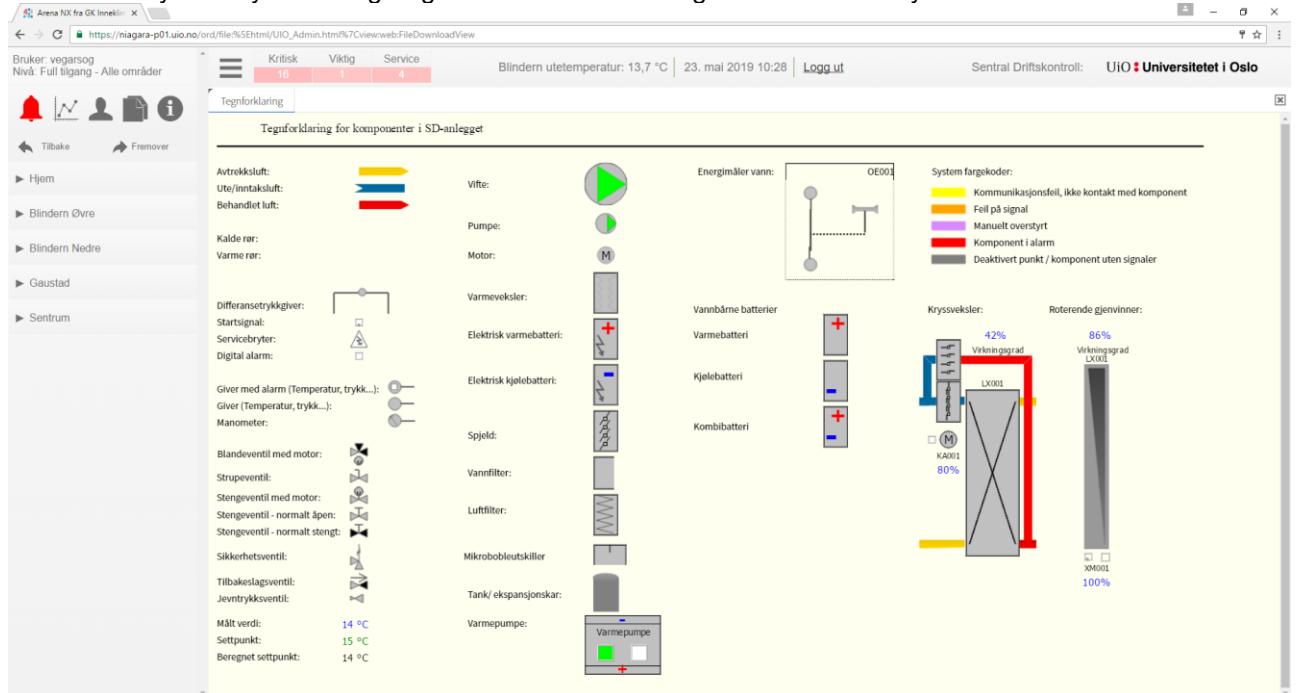 Arena NX fra GK Inneklim
https://niagara-p01.uio.no/ord/file:%5Ehtml/UIO_Admin.html%7Cview:web:FileDownloadView
Bruker: vegarsog
Nivå: Full tilgang - Alle områder
Kritisk Viktig Service
16 1 4
Blindern utetemperatur: 13,7 °C 23. mai 2019 10:28 Logg ut
Sentral Driftskontroll: UiO Universitetet i Oslo
Tilbake Fremover
Hjem
Blindern Øvre
Blindern Nedre
Gaustad
Sentrum
Tegnforklaring
Tegnforklaring for komponenter i SD-anlegget
Avtrekksluft:
Ute/inntaksluft:
Behandlet luft:
Kalde rør:
Varme rør:
Differansetrykkgiver:
Startsignal:
Servicebryter:
Digital alarm:
Giver med alarm (Temperatur, trykk...):
Giver (Temperatur, trykk...):
Manometer:
Blandeventil med motor:
Strupeventil:
Stengeventil med motor:
Stengeventil - normalt åpen:
Stengeventil - normalt stengt:
Sikkerhetsventil:
Tilbakeslagsventil:
Jevntrykksventil:
Målt verdi: 14 °C
Settpunkt: 15 °C
Beregnet settpunkt: 14 °C
Vifte:
Pumpe:
Motor: M
Varmeveksler:
Elektrisk varmebatteri:
Elektrisk kjølebatteri:
Spjeld:
Vannfilter:
Luftfilter:
Mikrobobleutskiller
Tank/ ekspansjonskar:
Varmepumpe:
Varmepumpe
Energimåler vann: OE001
Vannbårne batterier
Varmebatteri
Kjølebatteri
Kombibatteri
System fargekoder:
Kommunikasjonsfeil, ikke kontakt med komponent
Feil på signal
Manuelt overstyrt
Komponent i alarm
Deaktivert punkt / komponent uten signaler
Kryssveksler:
42%
Virkningsgrad
LX001
M
KA001
80%
Roterende gjenvinner:
86%
Virkningsgrad
LX001
XM001
100%